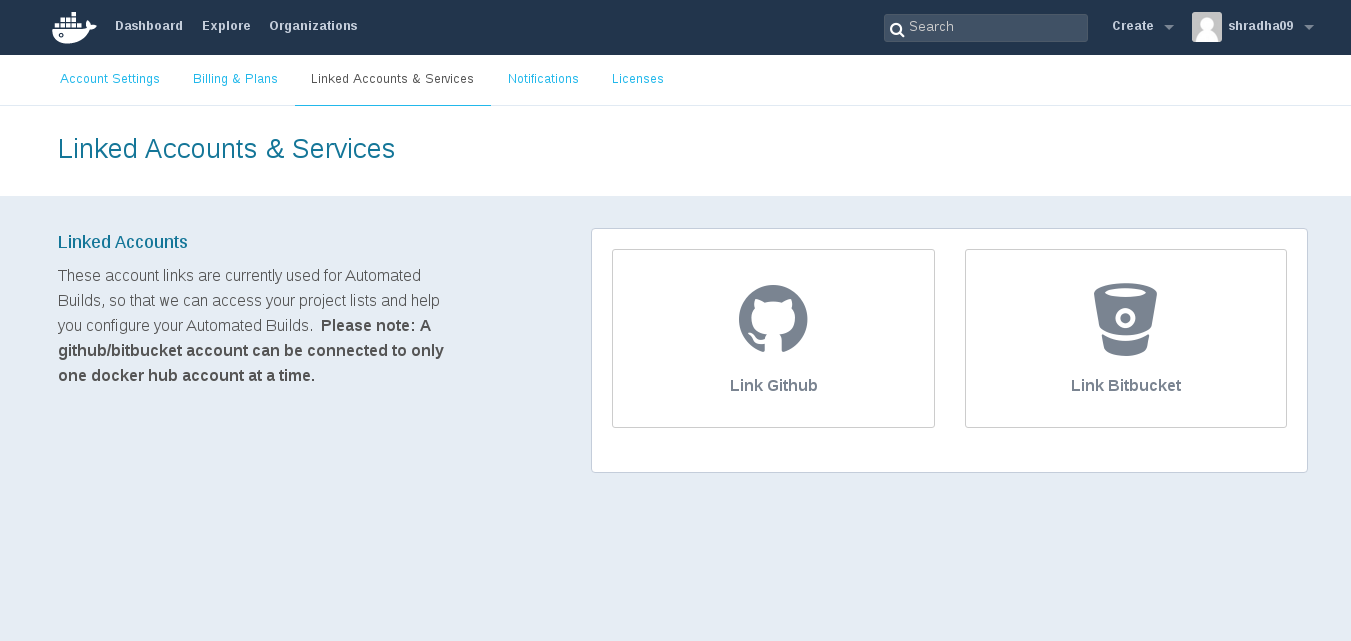 Dashboard Explore Organizations Search Create shradha09
Account Settings Billing & Plans Linked Accounts & Services Notifications Licenses
Linked Accounts & Services
Linked Accounts
These account links are currently used for Automated
Builds, so that we can access your project lists and help
you configure your Automated Builds. Please note: A
github/bitbucket account can be connected to only
one docker hub account at a time.
Link Github
Link Bitbucket